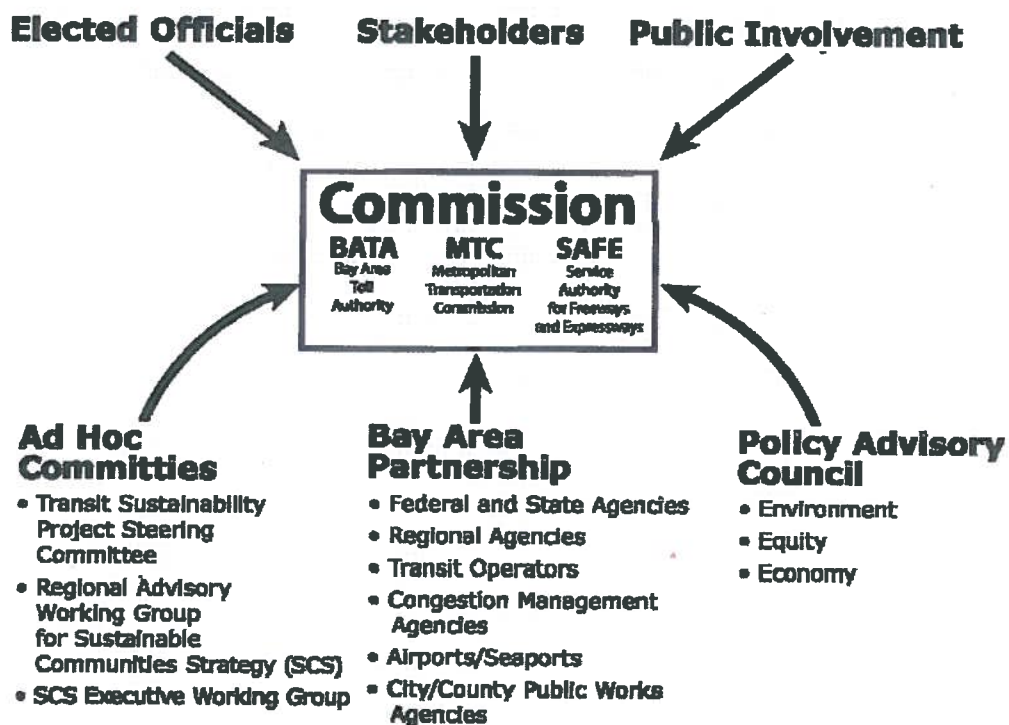 Elected Officials
Stakeholders
Public Involvement
Commission
BATA
Bay Area
Toll
Authority
MTC
Metropolitan
Transportation
Commission
SAFE
Service
Authority
for Freeways
and Expressways
Ad Hoc
Committies
• Transit Sustainability
Project Steering
Committee
• Regional Advisory
Working Group
for Sustainable
Communities Strategy (SCS)
• SCS Executive Working Group
Bay Area
Partnership
• Federal and State Agencies
• Regional Agencies
• Transit Operators
• Congestion Management
Agencies
• Airports/Seaports
• City/County Public Works
Agencies
Policy Advisory
Council
• Environment
• Equity
• Economy